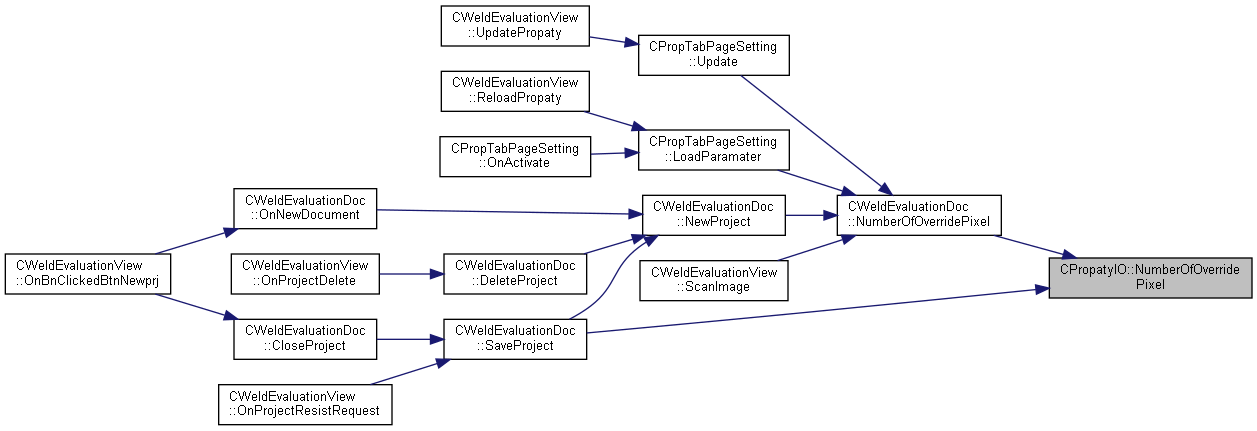 CWeldEvaluationView
::UpdatePropaty
CPropTabPageSetting
::Update
CWeldEvaluationView
::ReloadPropaty
CPropTabPageSetting
::OnActivate
CPropTabPageSetting
::LoadParamater
CWeldEvaluationDoc
::OnNewDocument
CWeldEvaluationDoc
::NewProject
CWeldEvaluationDoc
::NumberOfOverridePixel
CWeldEvaluationView
::OnBnClickedBtnNewprj
CWeldEvaluationView
::OnProjectDelete
CWeldEvaluationDoc
::DeleteProject
CWeldEvaluationView
::ScanImage
CPropatyIO::NumberOfOverride
Pixel
CWeldEvaluationDoc
::CloseProject
CWeldEvaluationDoc
::SaveProject
CWeldEvaluationView
::OnProjectResistRequest